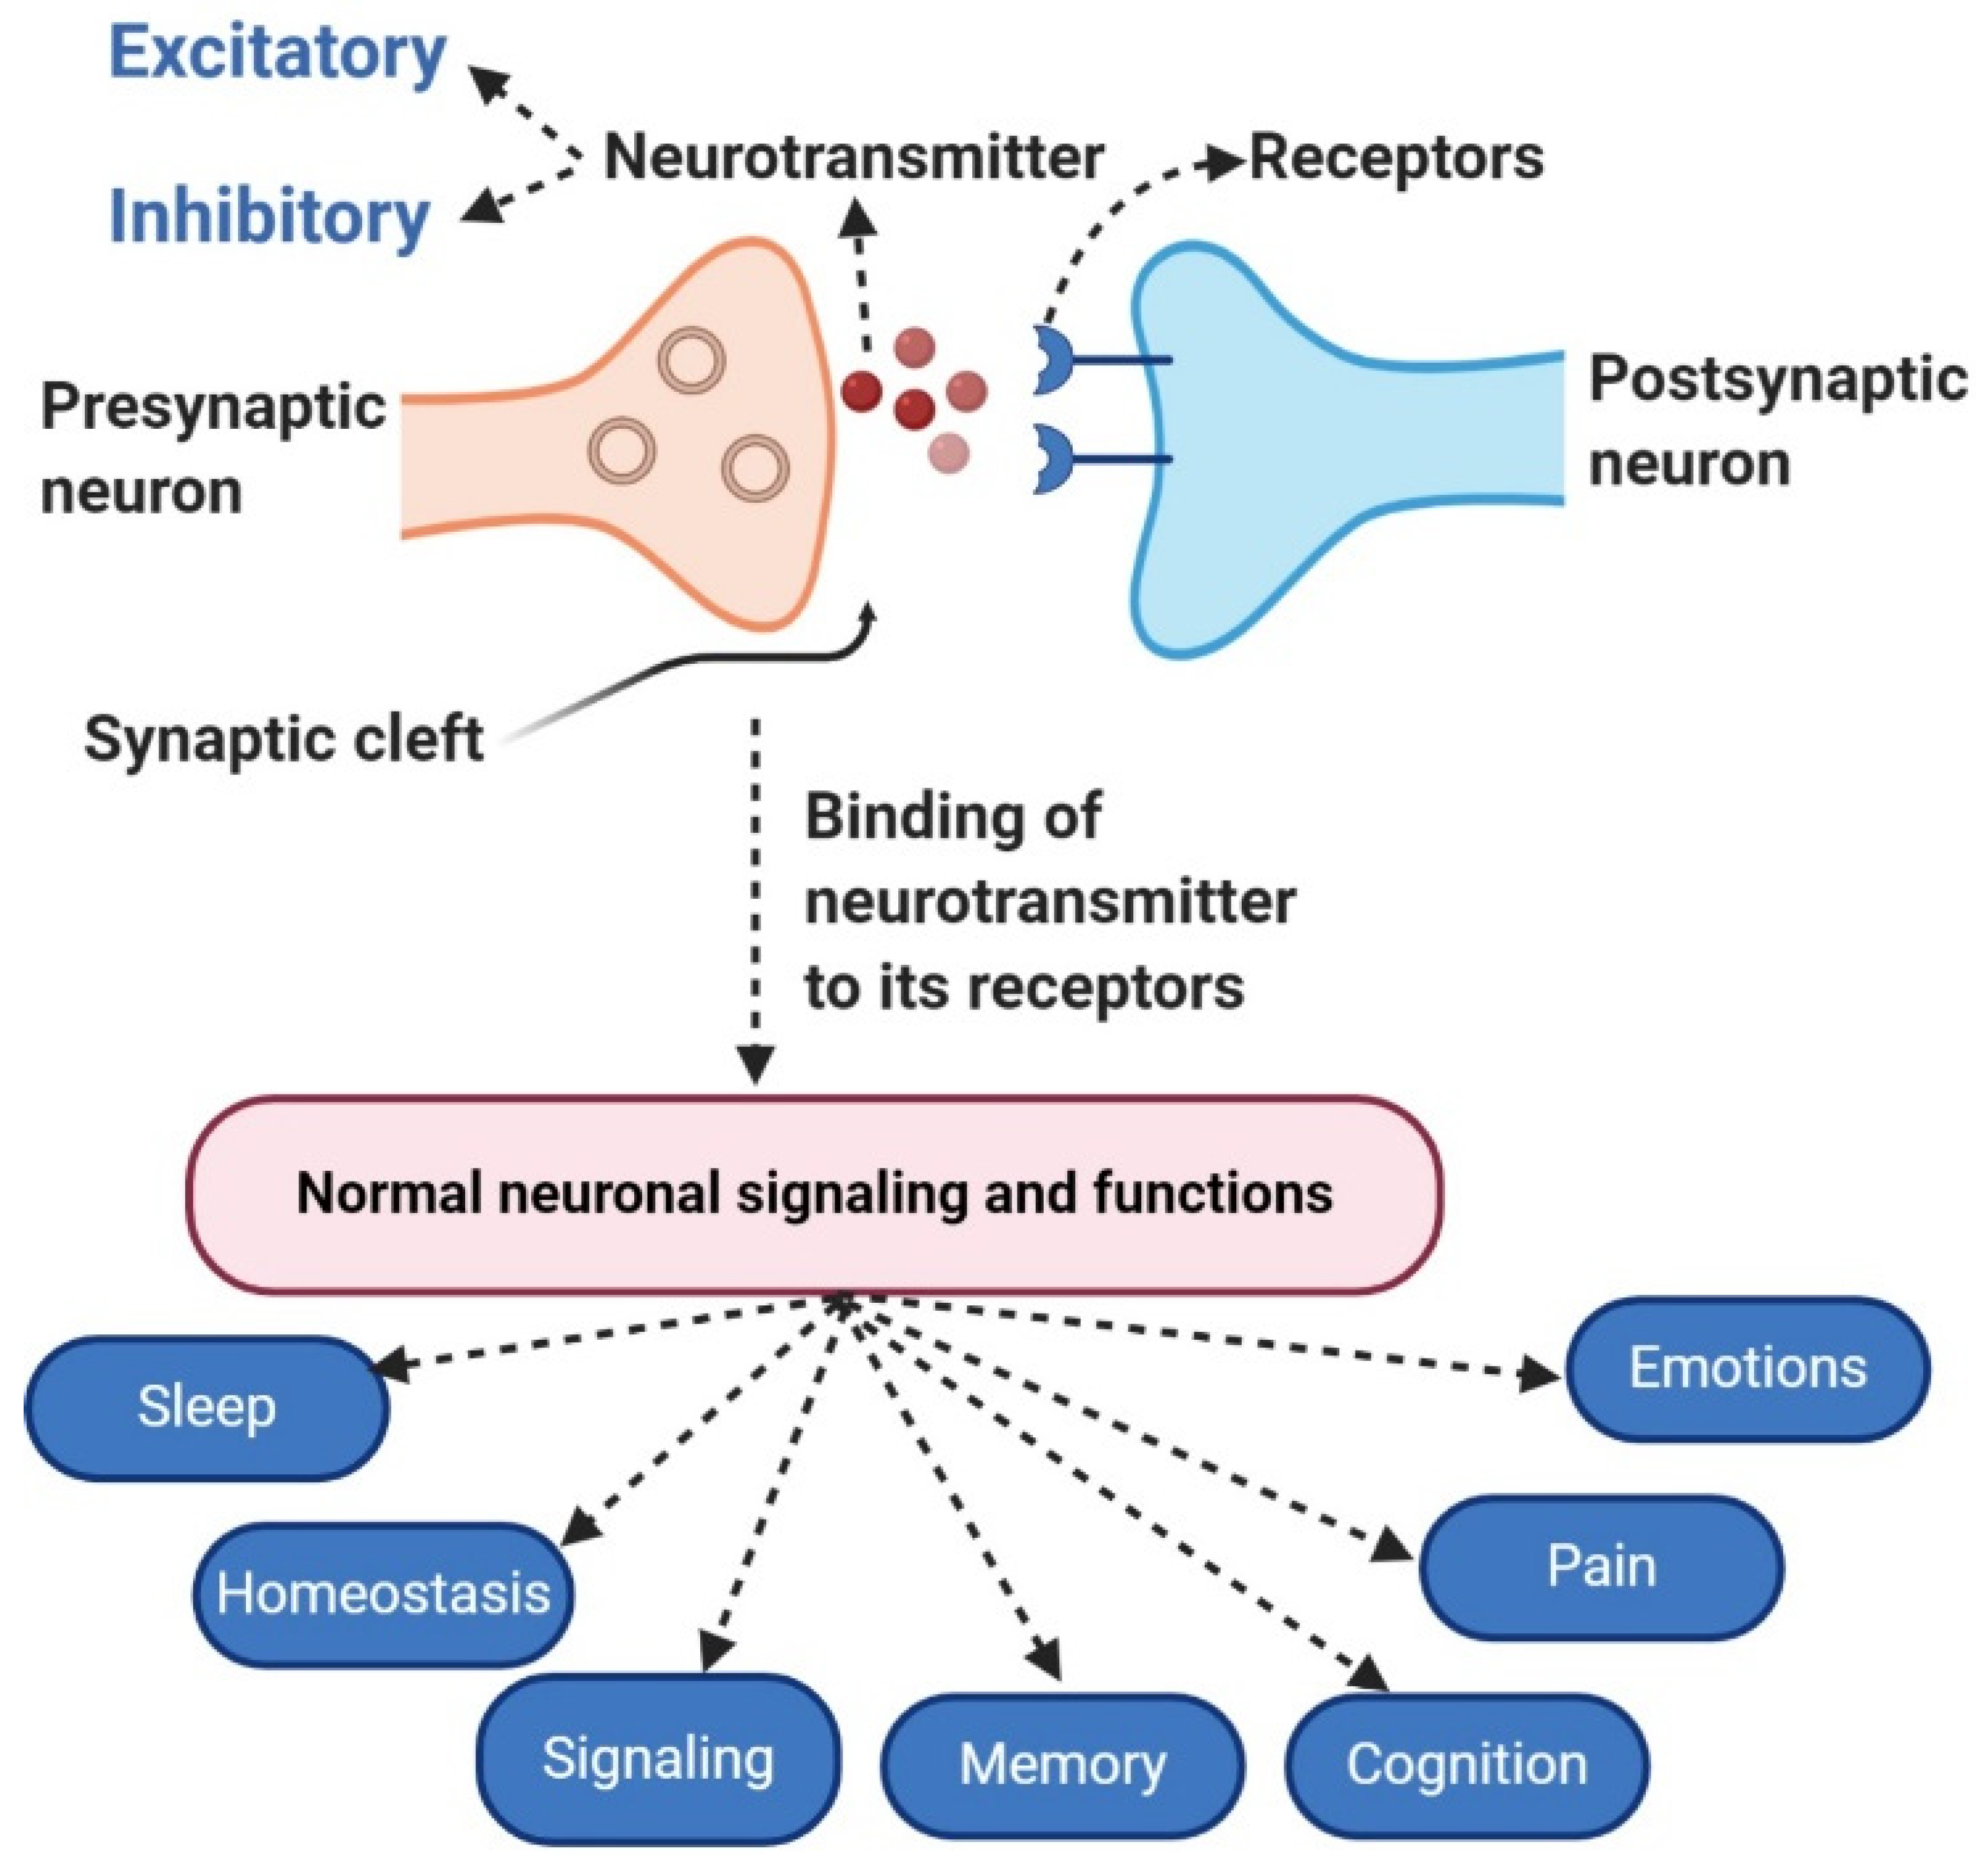 Excitatory
Neurotransmitter
Receptors
Inhibitory
Presynaptic
neuron
Postsynaptic
neuron
Synaptic cleft
Binding of
neurotransmitter
to its receptors
Normal neuronal signaling and functions
Sleep
Homeostasis
Signaling
Memory
Cognition
Pain
Emotions